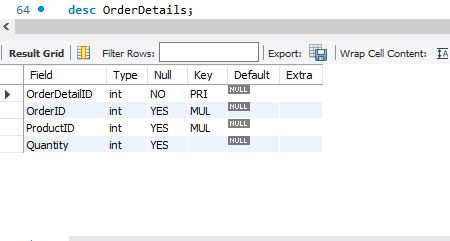 64 desc OrderDetails;
Result Grid Filter Rows: Export: Wrap Cell Content: IA
Field Type Null Key Default Extra
OrderDetailID int NO PRI NULL
OrderID int YES MUL NULL
ProductID int YES MUL NULL
Quantity int YES NULL